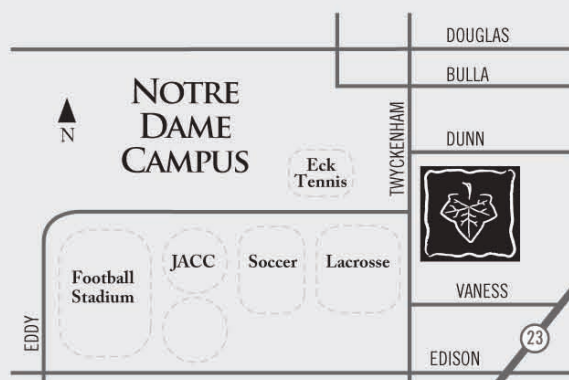 DOUGLAS
BULLA
NOTRE
DAME
CAMPUS
N
TWYCKENHAM
DUNN
Eck
Tennis
Football
Stadium
JACC
Soccer
Lacrosse
VANESS
EDDY
23
EDISON